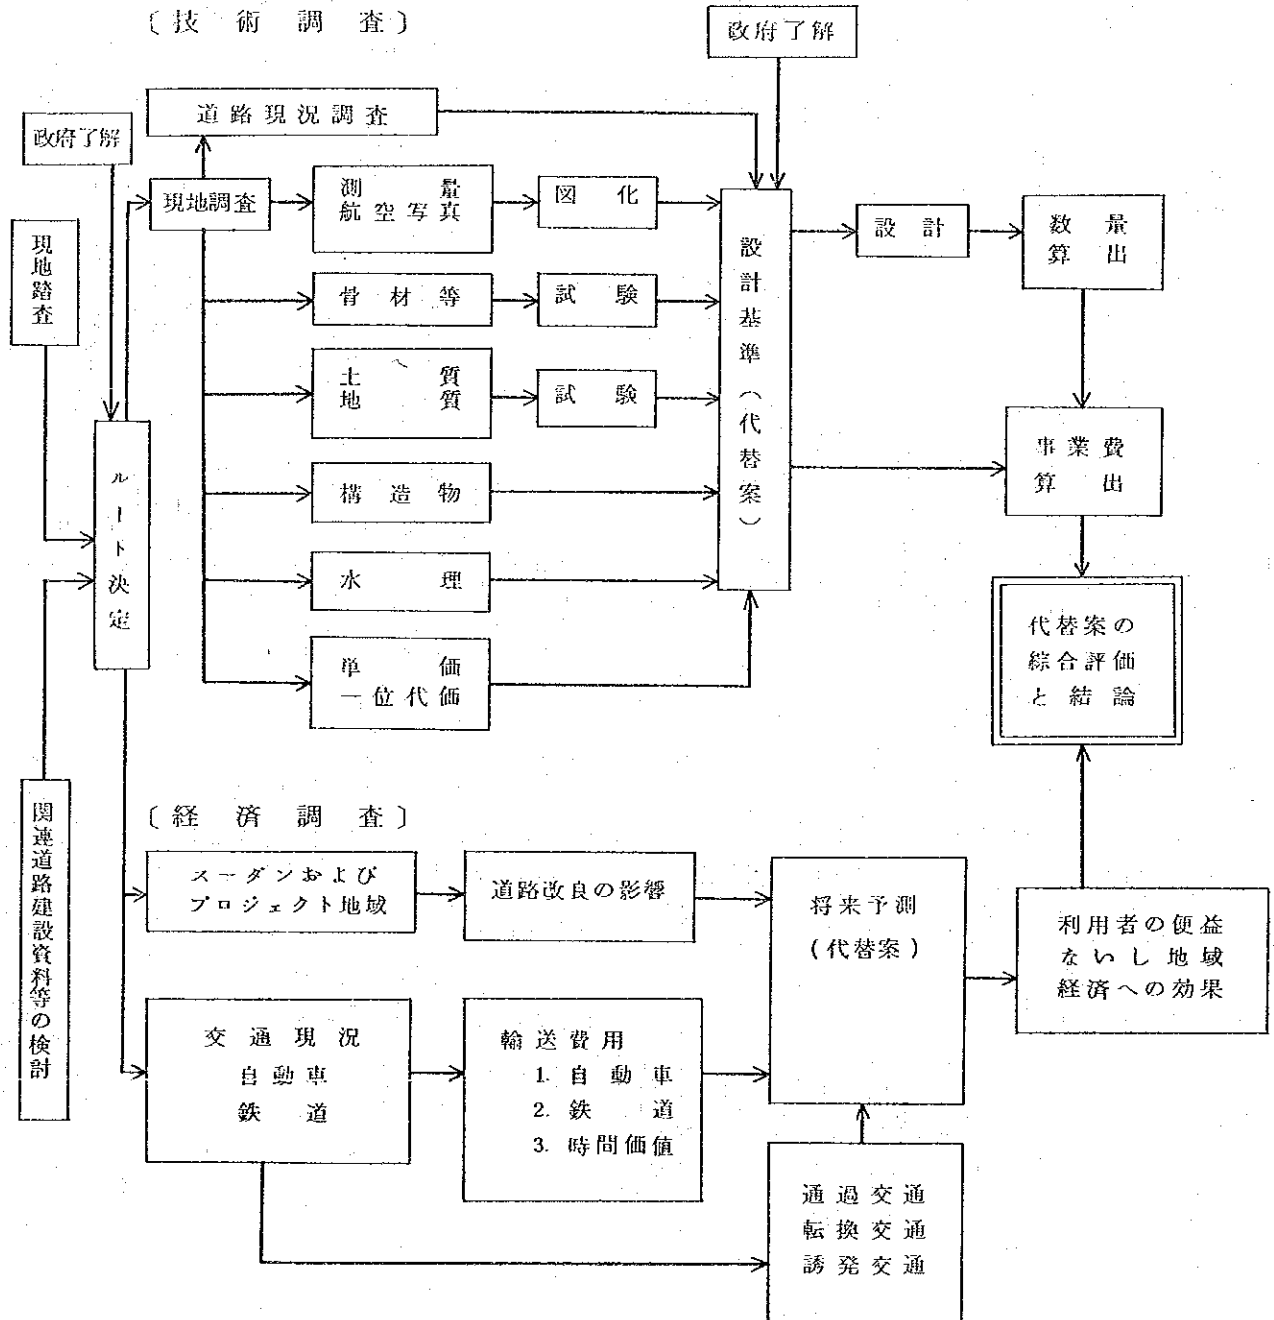 〔技術調査〕
政府了解
道路現況調査
政府了解
現地調査
測量
航空写真
図化
設計
数量
算出
現地踏査
骨材等
試験
設計基準(代替案)
土質
地質
試験
ルート決定
構造物
事業費
算出
水理
単価
一位代価
代替案の
綜合評価
と結論
関連道路建設資料等の検討
〔経済調査〕
スーダンおよび
プロジェクト地域
道路改良の影響
将来予測
(代替案)
利用者の便益
ないし地域
経済への効果
交通現況
自動車
鉄道
輸送費用
1. 自動車
2. 鉄道
3. 時間価値
通過交通
転換交通
誘発交通